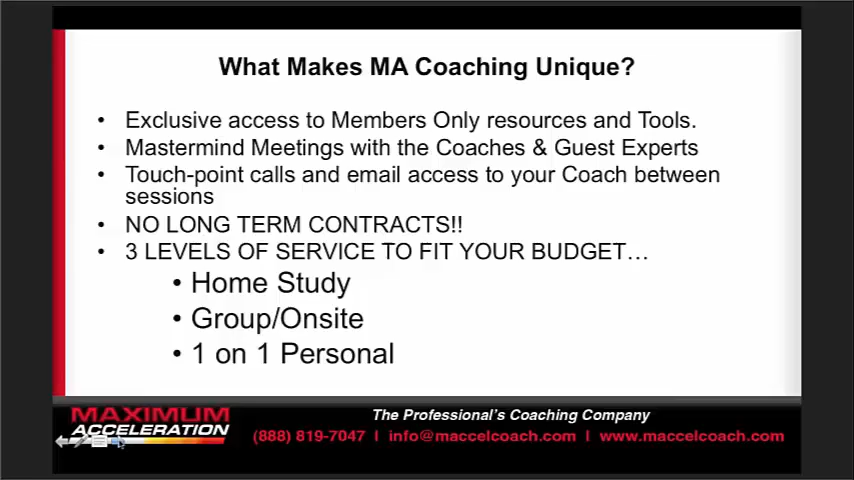 What Makes MA Coaching Unique?
• Exclusive access to Members Only resources and Tools.
• Mastermind Meetings with the Coaches & Guest Experts
• Touch-point calls and email access to your Coach between
sessions
• NO LONG TERM CONTRACTS!!
• 3 LEVELS OF SERVICE TO FIT YOUR BUDGET…
• Home Study
• Group/Onsite
• 1 on 1 Personal
MAXIMUM
ACCELERATION
The Professional's Coaching Company
(888) 819-7047 | info@maccelcoach.com | www.maccelcoach.com